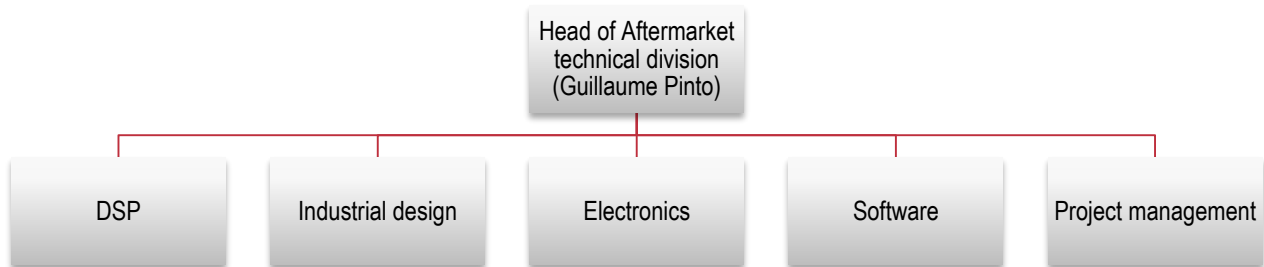 Head of Aftermarket
technical division
(Guillaume Pinto)
DSP
Industrial design
Electronics
Software
Project management